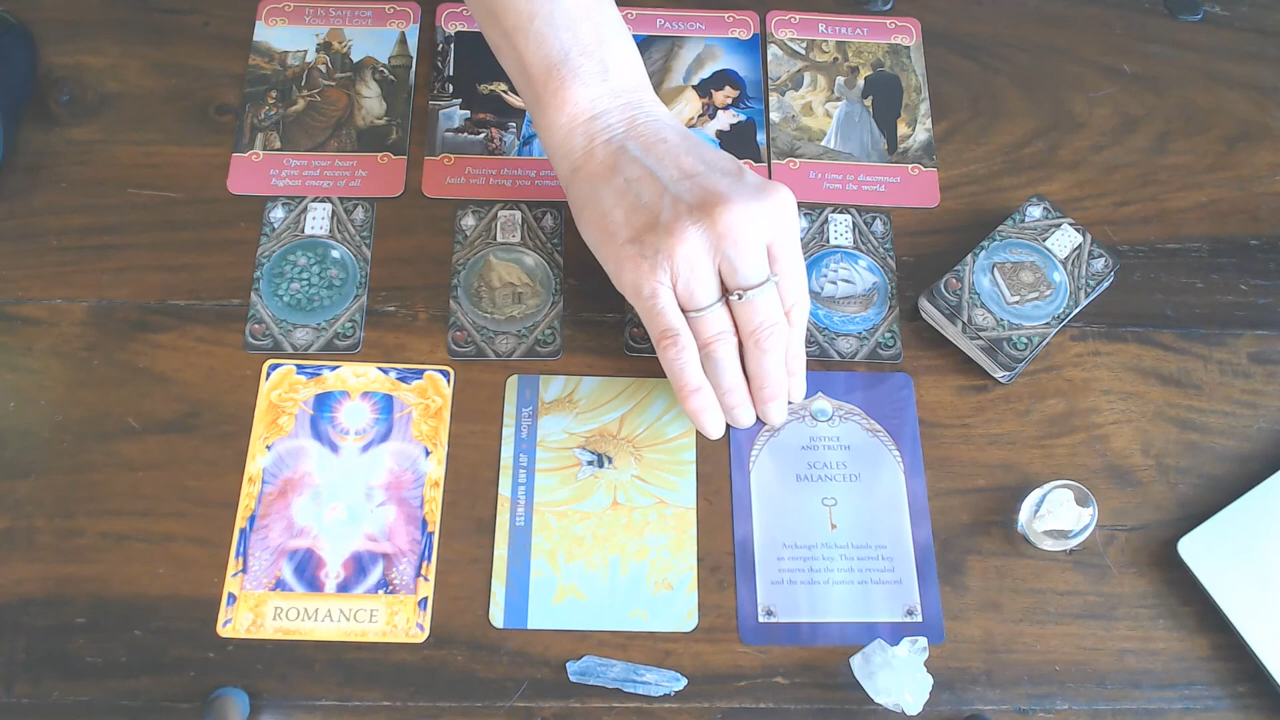 IT IS SAFE FOR
YOU TO LOVE
PASSION
RETREAT
Open your heart
to give and receive the
highest energy of all.
Positive thinking and
faith will bring you
It's time to disconnect
from the world.
2
4
3
Yellow JOY AND HAPPINESS
JUSTICE
AND TRUTH
SCALES
BALANCED!
Archangel Michael hands you
an energetic key. This sacred key
ensures that the truth is revealed
and the scales of justice are balanced
ROMANCE